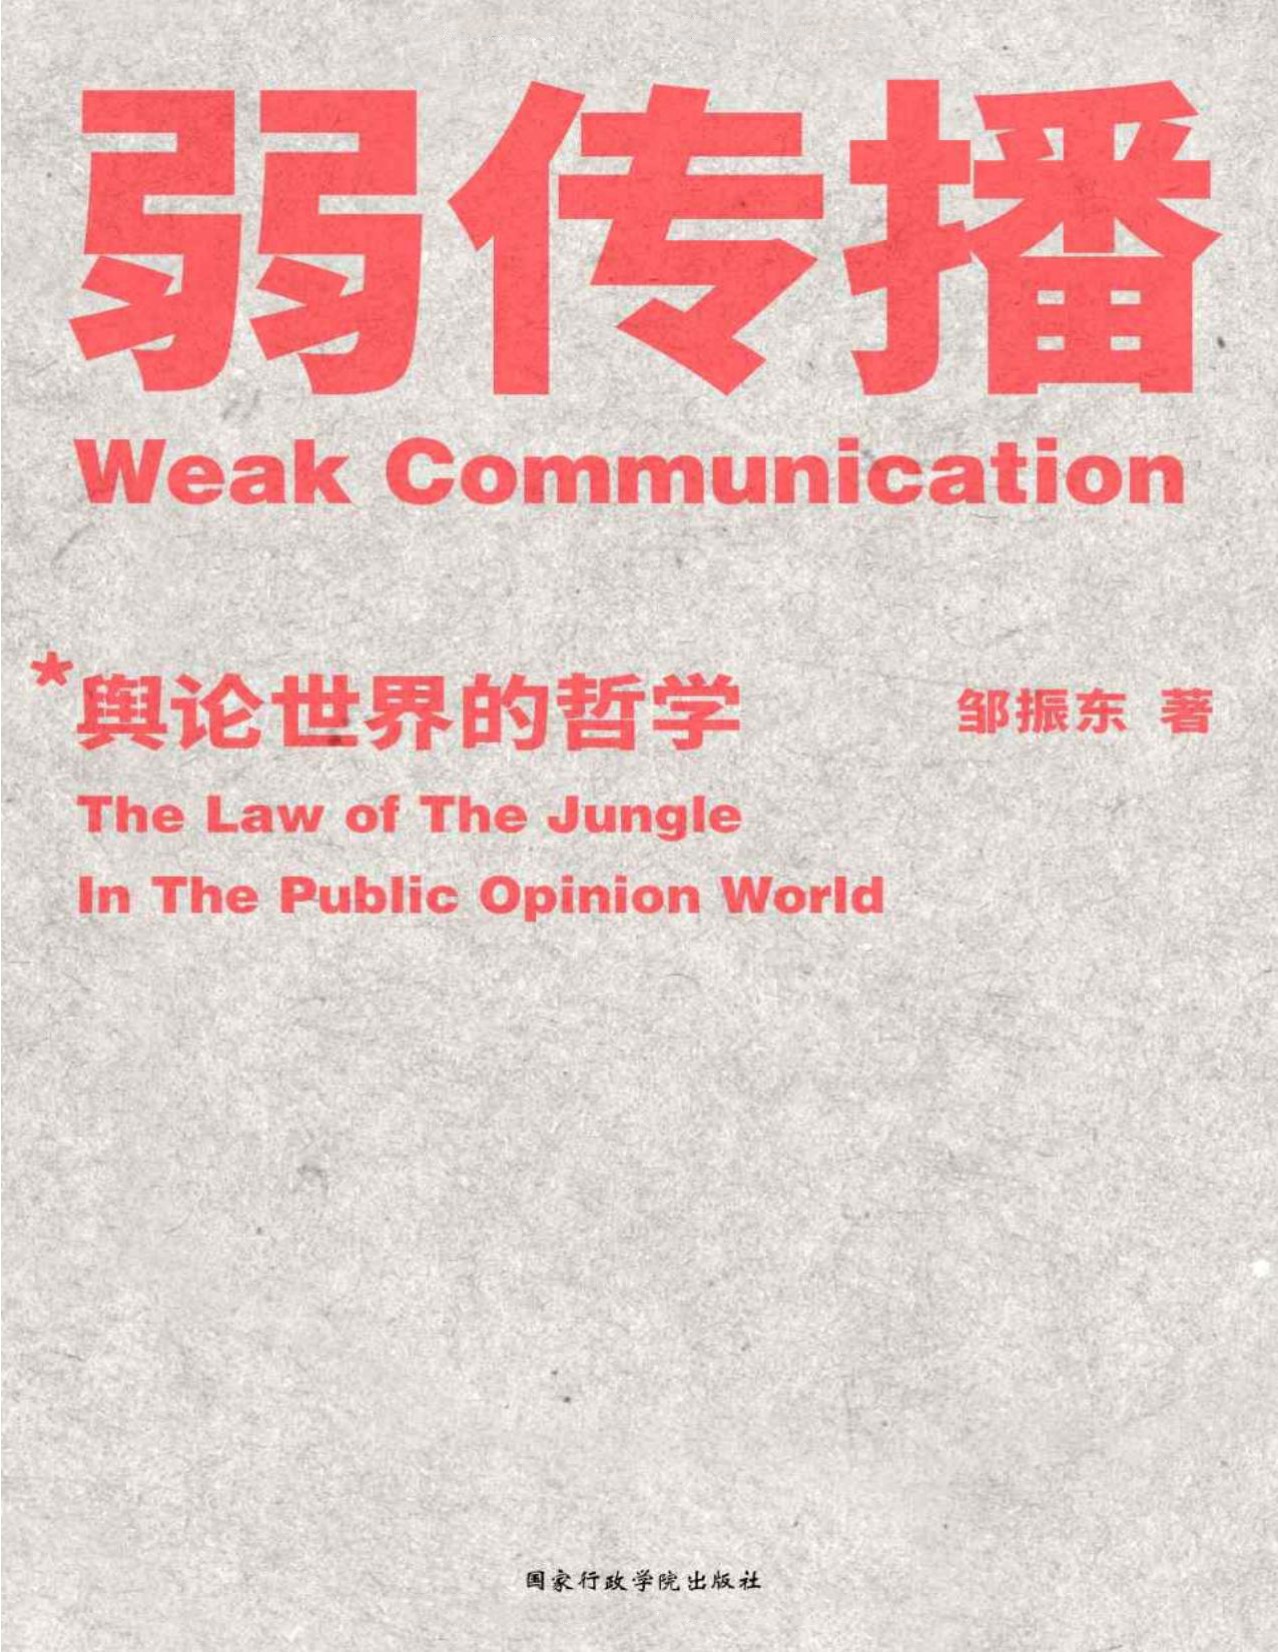 弱传播
Weak Communication
*舆论世界的哲学
邹振东 著
The Law of The Jungle
In The Public Opinion World
国家行政学院出版社